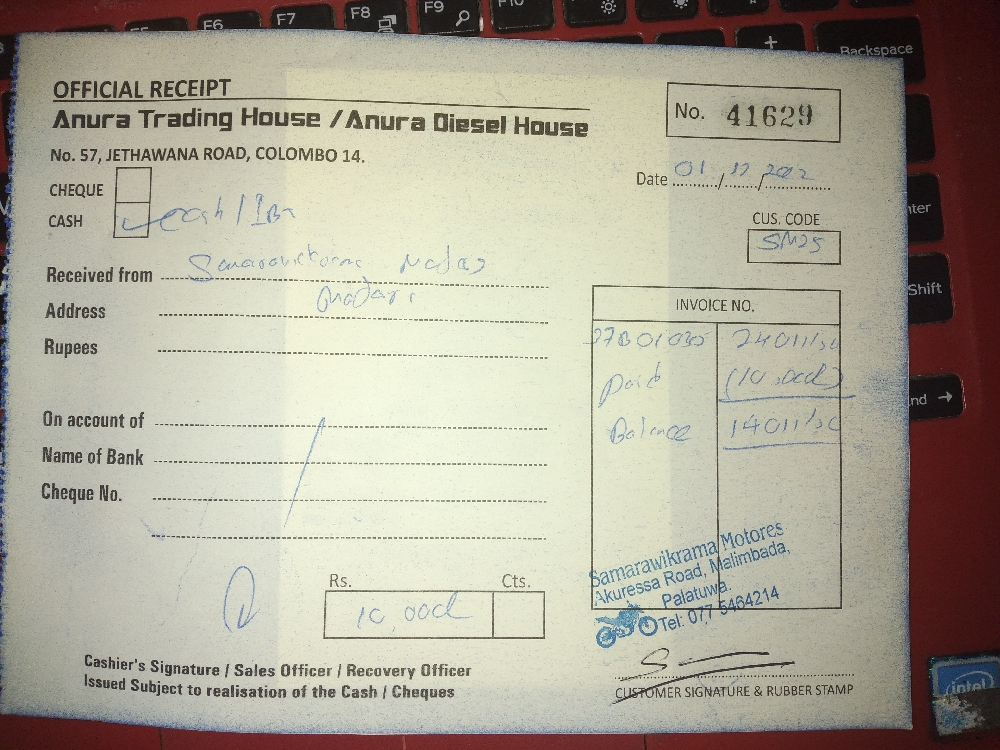 F6
F7
F8
F9
F10
Backspace
OFFICIAL RECEIPT
Anura Trading House / Anura Diesel House
No. 41629
No. 57, JETHAWANA ROAD, COLOMBO 14.
Date 01/12/2022
CHEQUE
CASH Cash /
CUS. CODE
SM25
Received from
Address
Rupees
INVOICE NO.
Paid (10,000)
Balance
On account of
Name of Bank
Cheque No.
Rs. Cts.
10,000
Samarawikrama Motores
Akuressa Road, Malimbada,
Palatuwa.
Tel: 077 5464214
Cashier's Signature / Sales Officer / Recovery Officer
Issued Subject to realisation of the Cash / Cheques
CUSTOMER SIGNATURE & RUBBER STAMP
Shift
intel